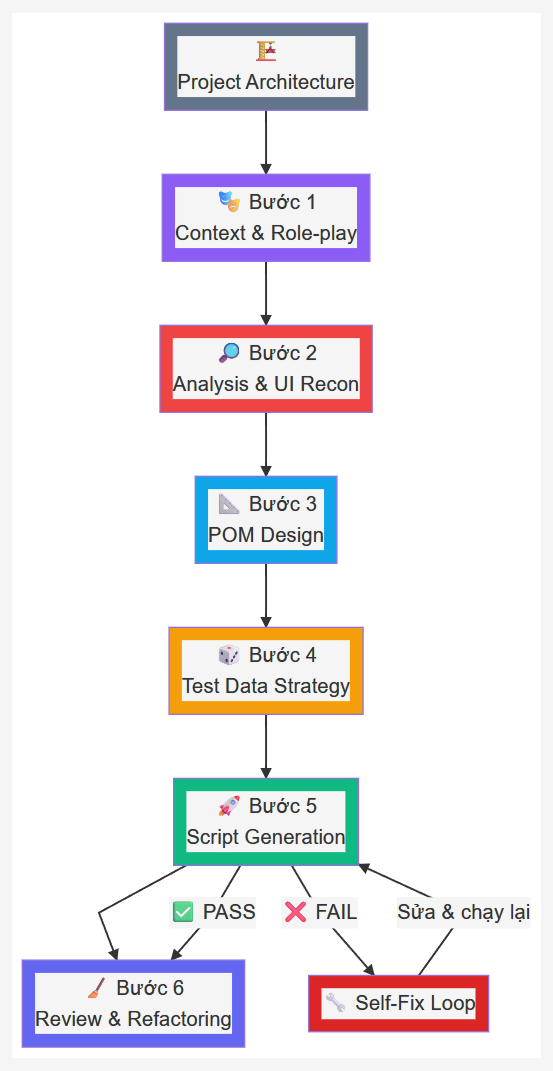 Project Architecture
Bước 1
Context & Role-play
Bước 2
Analysis & UI Recon
Bước 3
POM Design
Bước 4
Test Data Strategy
Bước 5
Script Generation
✅ PASS
❌ FAIL
Sửa & chạy lại
Bước 6
Review & Refactoring
Self-Fix Loop